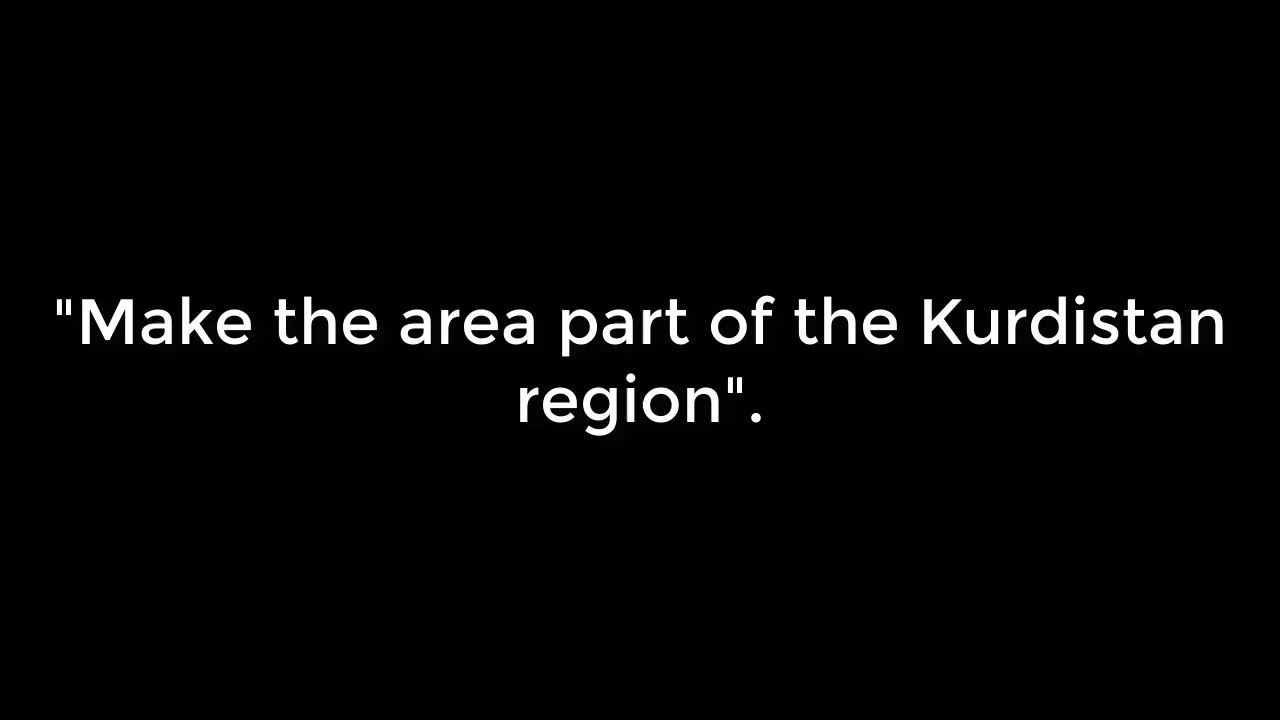 "Make the area part of the Kurdistan
region".